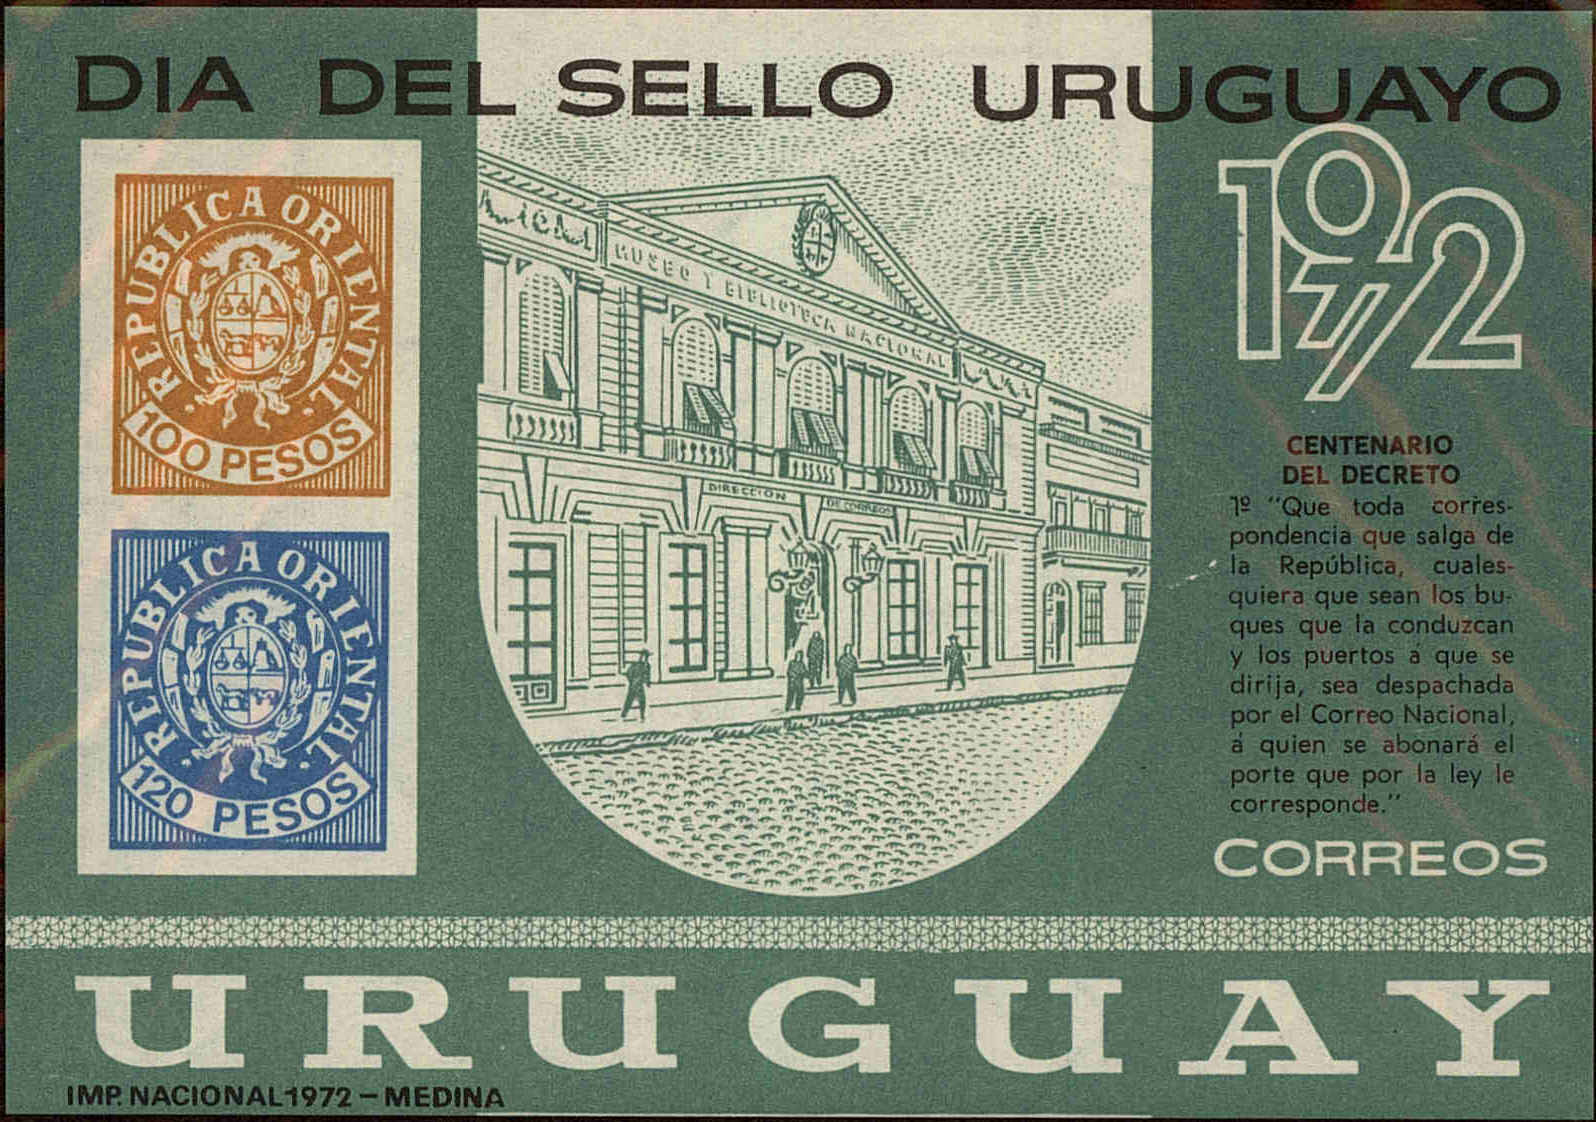 DIA DEL SELLO URUGUAYO
REPUBLICA ORIENTAL
100 PESOS
REPUBLICA ORIENTAL
120 PESOS
MUSEO Y BIBLIOTECA NACIONAL
DIRECCION
DE CORREOS
1972
CENTENARIO
DEL DECRETO
1º "Que toda corres-
pondencia que salga de
la República, cuales-
quiera que sean los bu-
ques que la conduzcan
y los puertos a que se
dirija, sea despachada
por el Correo Nacional,
á quien se abonará el
porte que por la ley le
corresponde."
CORREOS
URUGUAY
IMP. NACIONAL 1972 – MEDINA